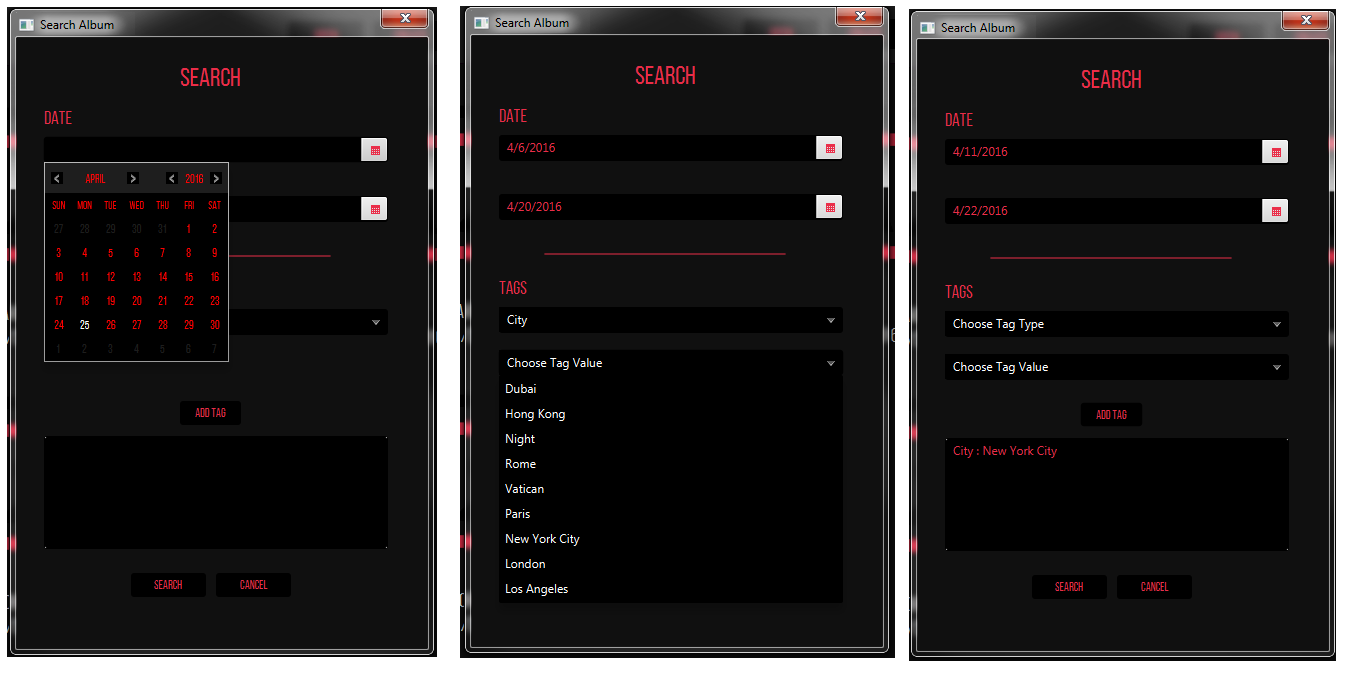 Search Album
SEARCH
DATE
APRIL 2016
SUN MON TUE WED THU FRI SAT
27 28 29 30 31 1 2
3 4 5 6 7 8 9
10 11 12 13 14 15 16
17 18 19 20 21 22 23
24 25 26 27 28 29 30
1 2 3 4 5 6 7
ADD TAG
SEARCH CANCEL
Search Album
SEARCH
DATE
4/6/2016
4/20/2016
TAGS
City
Choose Tag Value
Dubai
Hong Kong
Night
Rome
Vatican
Paris
New York City
London
Los Angeles
Search Album
SEARCH
DATE
4/11/2016
4/22/2016
TAGS
Choose Tag Type
Choose Tag Value
ADD TAG
City : New York City
SEARCH CANCEL